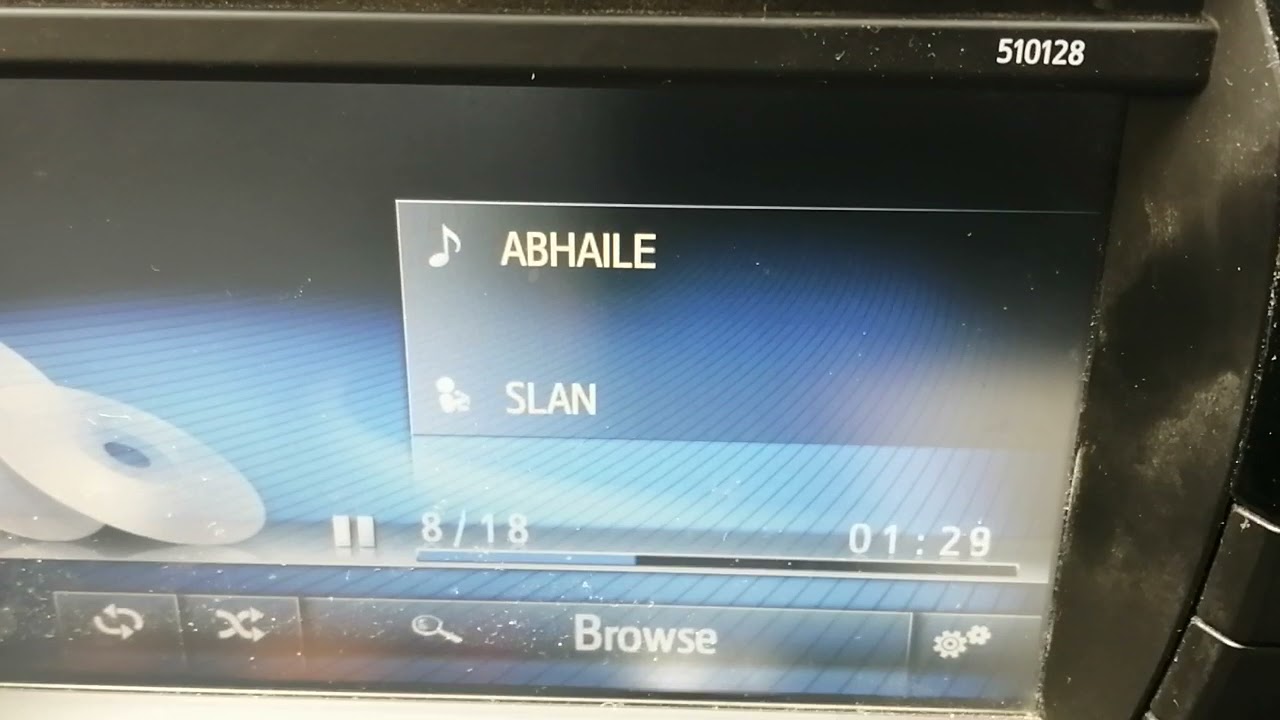 510128
ABHAILE
SLAN
8/18 01:29
Browse